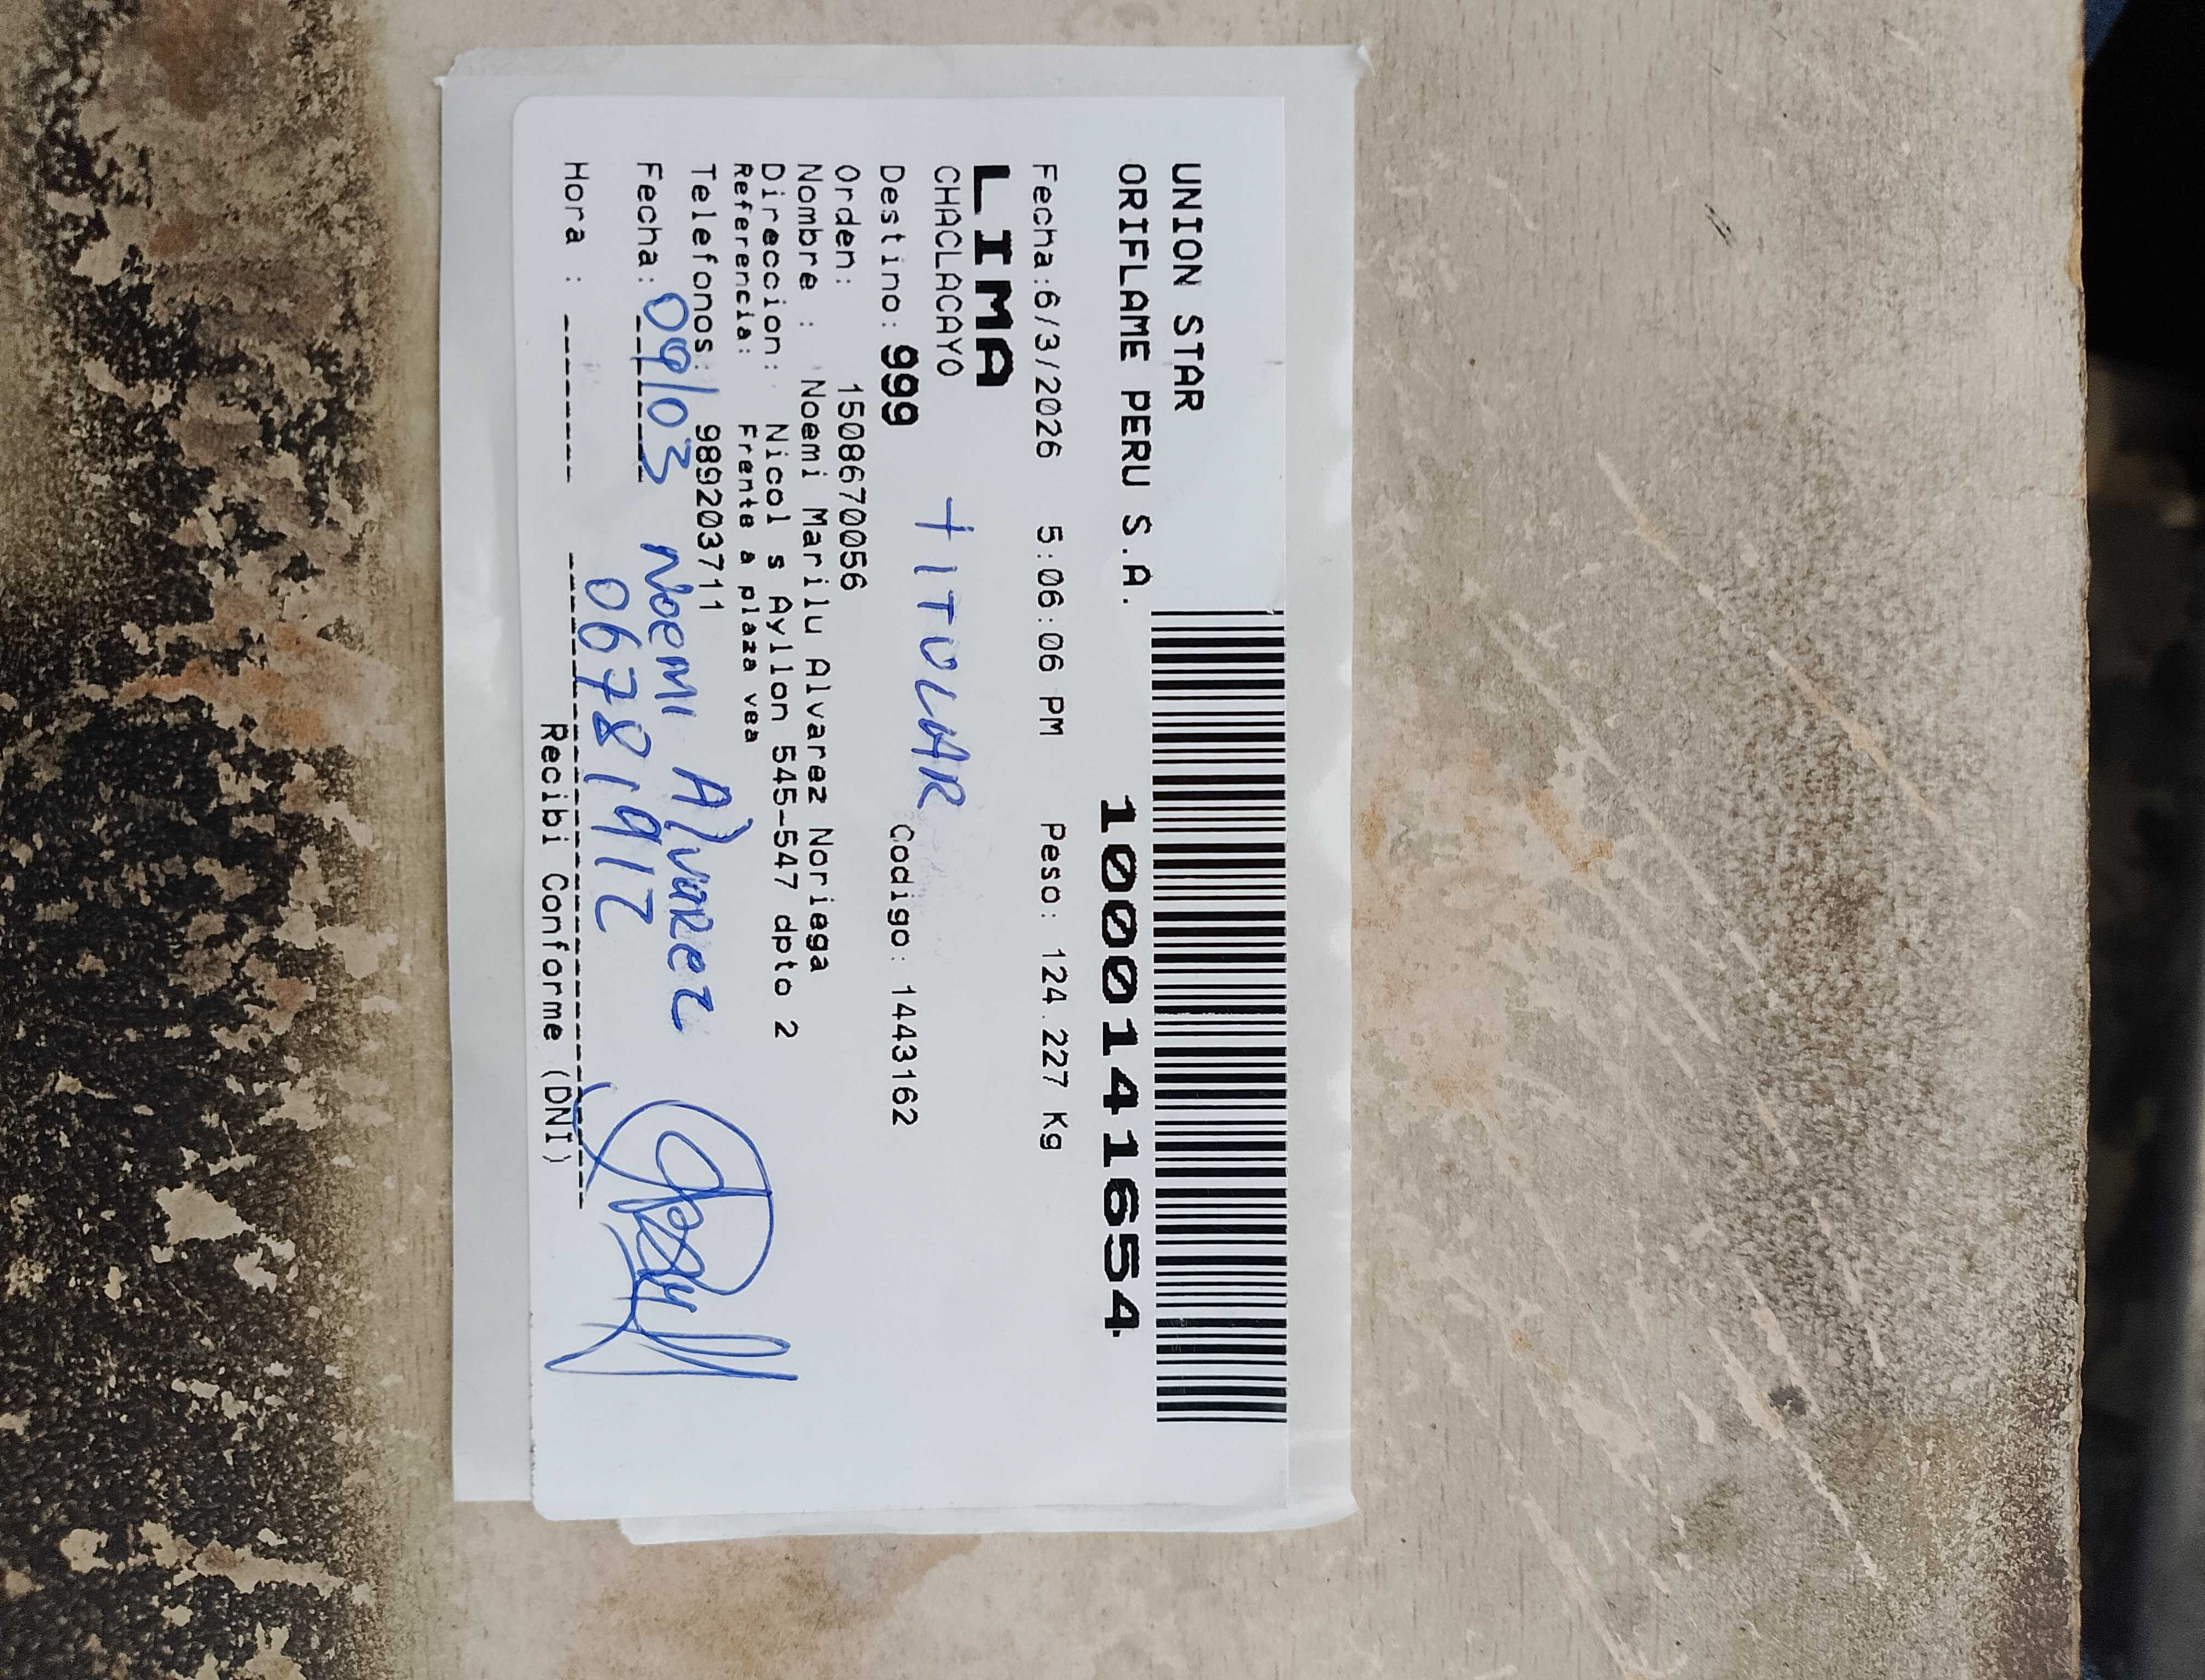 UNION STAR
ORIFLAME PERU S.A.
1000141654
Fecha:6/3/2026 5:06:06 PM Peso: 124.227 Kg
LIMA
CHACLACAYO
TITULAR
Destino: 999 Codigo: 1443162
Orden: 1508670056
Nombre : Noemi Marilu Alvarez Noriega
Direccion: Nicol s Ayllon 545-547 dpto 2
Referencia: Frente a plaza vea
Telefonos: 989203711
Fecha: 09/03 Noemi Alvarez
06781912
Hora :
Recibi Conforme (DNI)